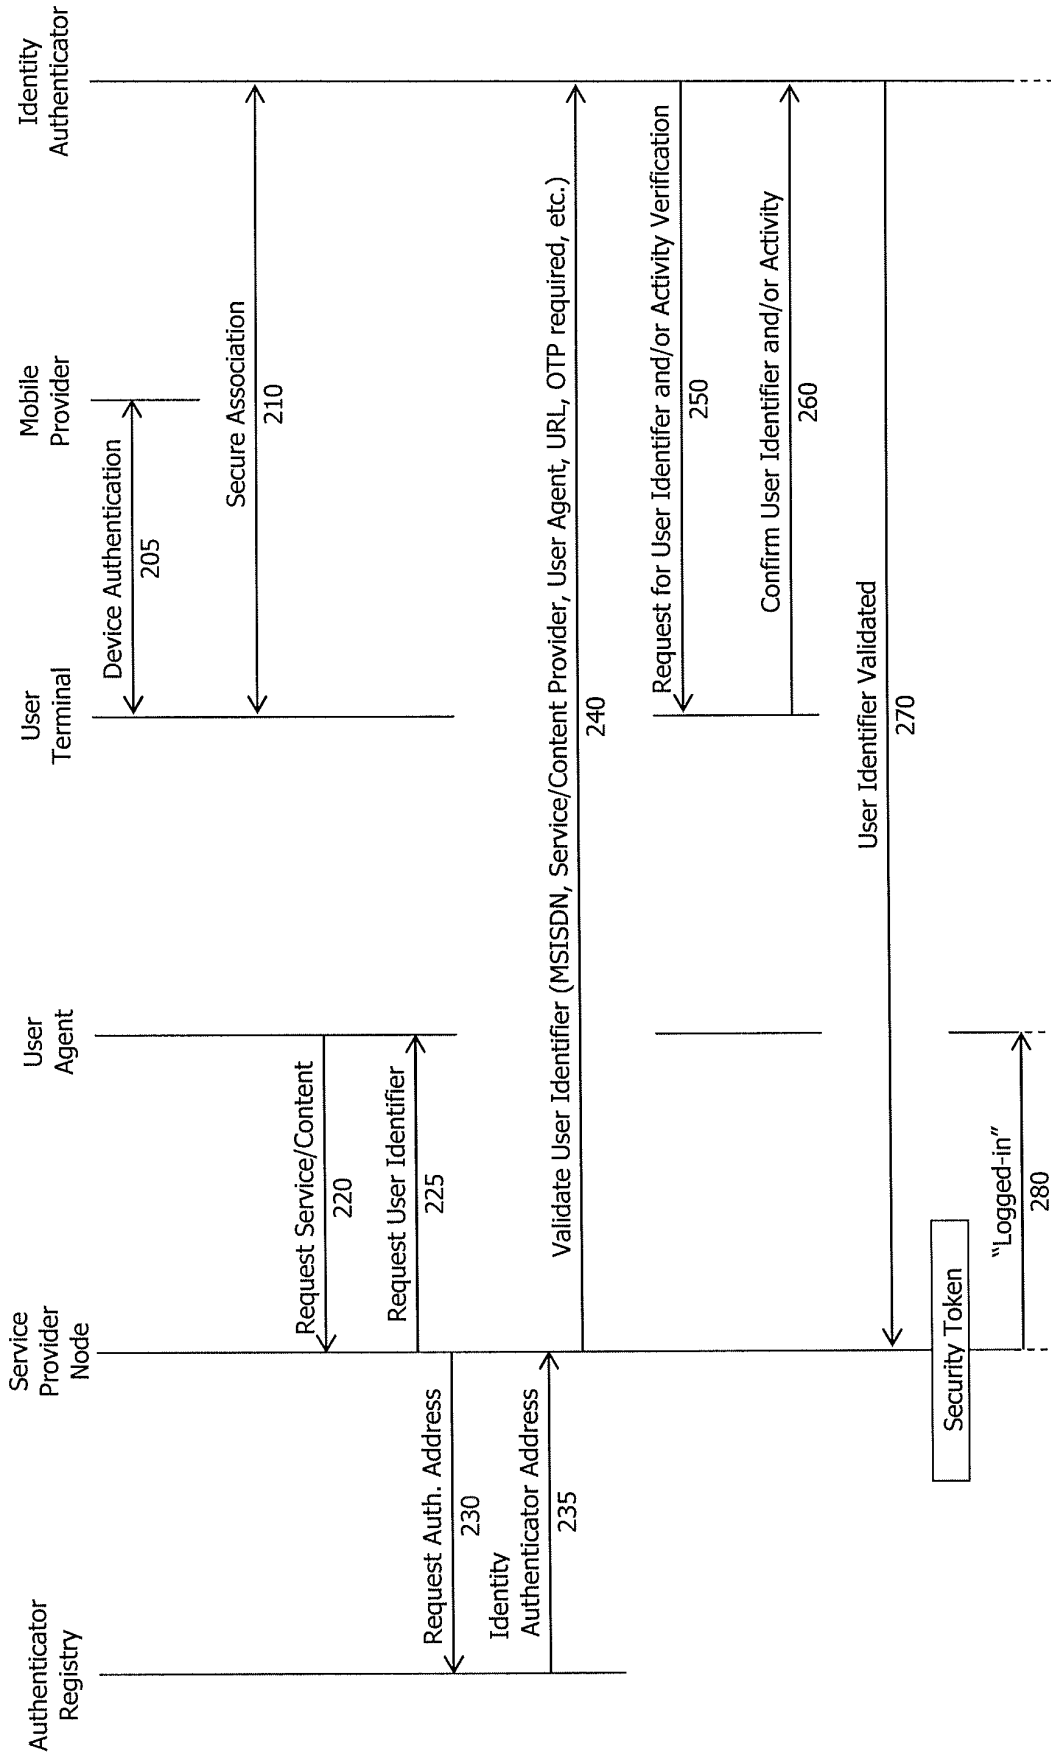 Authenticator
Registry
Service
Provider
Node
User
Agent
User
Terminal
Mobile
Provider
Identity
Authenticator
Device Authentication
205
Secure Association
210
Request Service/Content
220
Request User Identifier
225
Request Auth. Address
230
Identity
Authenticator Address
235
Validate User Identifier (MSISDN, Service/Content Provider, User Agent, URL, OTP required, etc.)
240
Request for User Identifer and/or Activity Verification
250
Confirm User Identifier and/or Activity
260
User Identifier Validated
270
Security Token
“Logged-in”
280